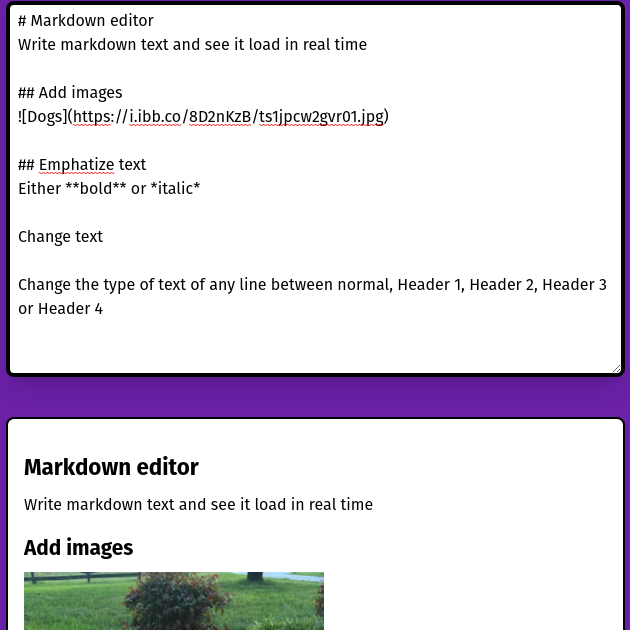 # Markdown editor
Write markdown text and see it load in real time
## Add images
![Dogs](https://i.ibb.co/8D2nKzB/ts1jpcw2gvr01.jpg)
## Emphatize text
Either **bold** or *italic*
Change text
Change the type of text of any line between normal, Header 1, Header 2, Header 3
or Header 4
Markdown editor
Write markdown text and see it load in real time
Add images